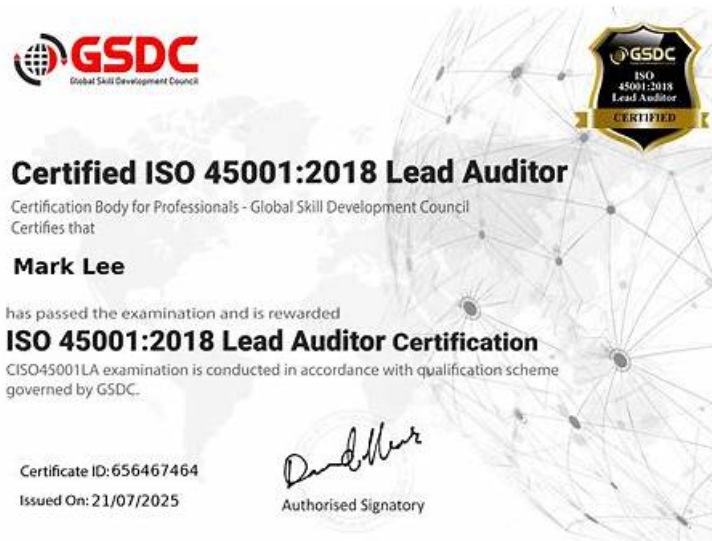 GSDC
Global Skill Development Council
GSDC
ISO
45001:2018
Lead Auditor
CERTIFIED
Certified ISO 45001:2018 Lead Auditor
Certification Body for Professionals - Global Skill Development Council
Certifies that
Mark Lee
has passed the examination and is rewarded
ISO 45001:2018 Lead Auditor Certification
CISO45001LA examination is conducted in accordance with qualification scheme
governed by GSDC.
Certificate ID: 656467464
Issued On: 21/07/2025
Authorised Signatory